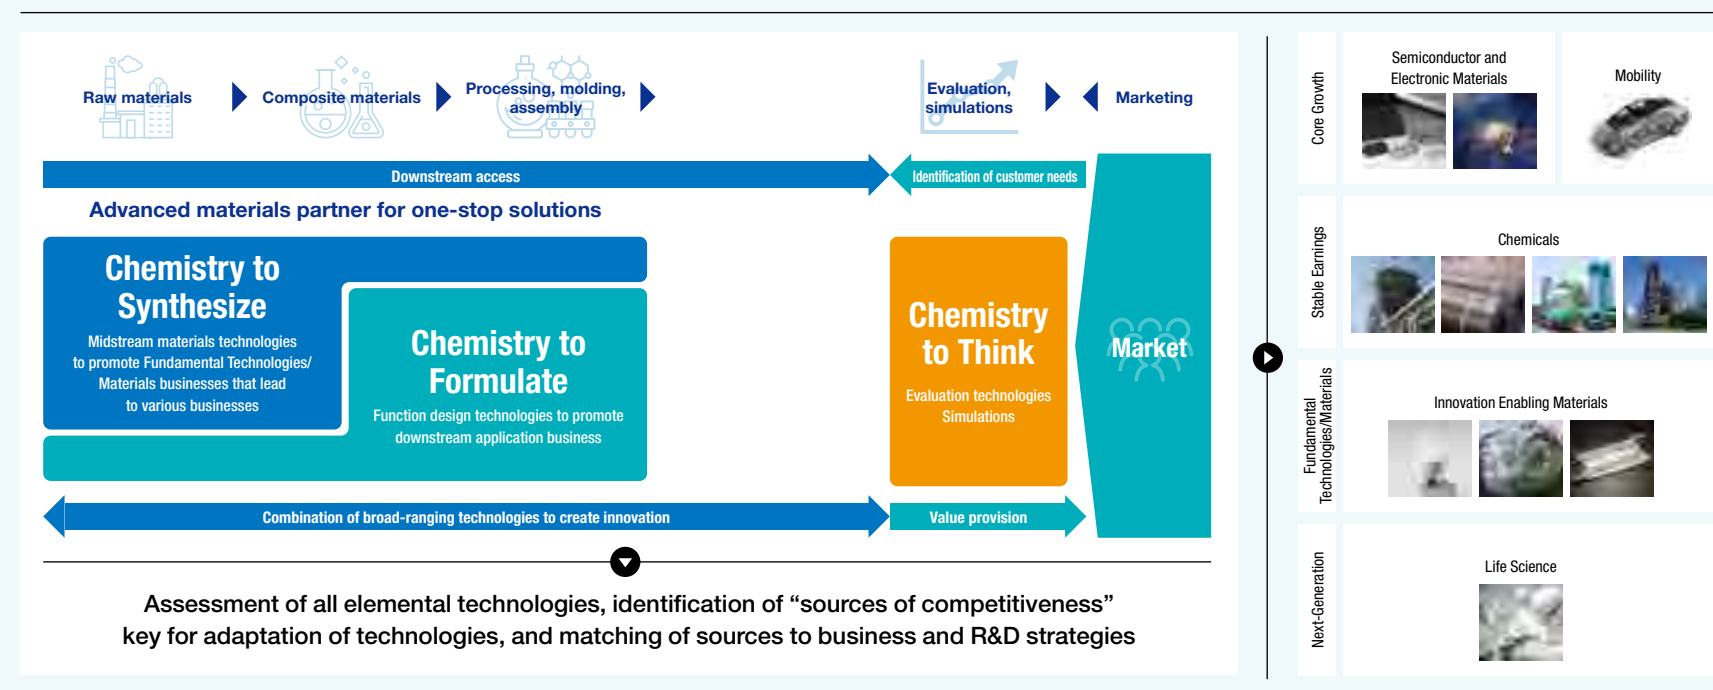 Raw materials
Composite materials
Processing, molding,
assembly
Evaluation,
simulations
Marketing
Downstream access
Identification of customer needs
Advanced materials partner for one-stop solutions
Chemistry to
Synthesize
Midstream materials technologies
to promote Fundamental Technologies/
Materials businesses that lead
to various businesses
Chemistry to
Formulate
Function design technologies to promote
downstream application business
Chemistry
to Think
Evaluation technologies
Simulations
Market
Combination of broad-ranging technologies to create innovation
Value provision
Assessment of all elemental technologies, identification of “sources of competitiveness”
key for adaptation of technologies, and matching of sources to business and R&D strategies
Core Growth
Semiconductor and
Electronic Materials
Mobility
Stable Earnings
Chemicals
Fundamental
Technologies/Materials
Innovation Enabling Materials
Next-Generation
Life Science